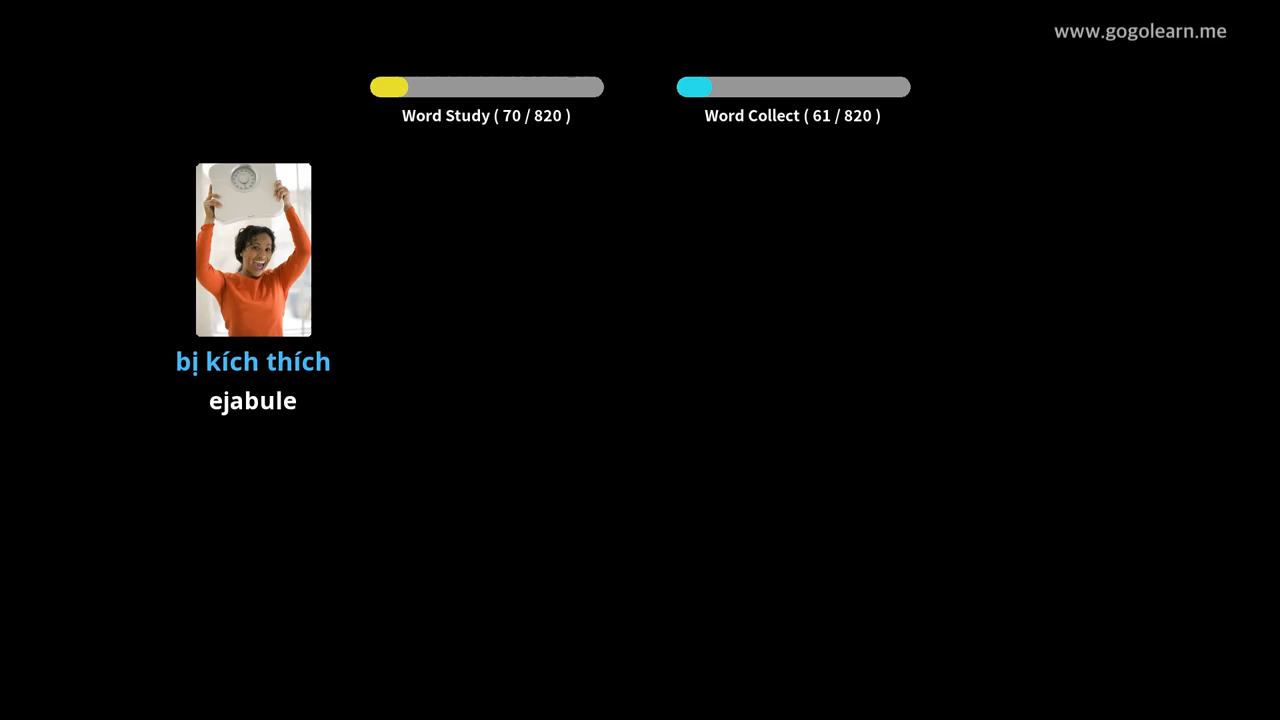 www.gogolearn.me
Word Study ( 70 / 820 )
Word Collect ( 61 / 820 )
bị kích thích
ejabule